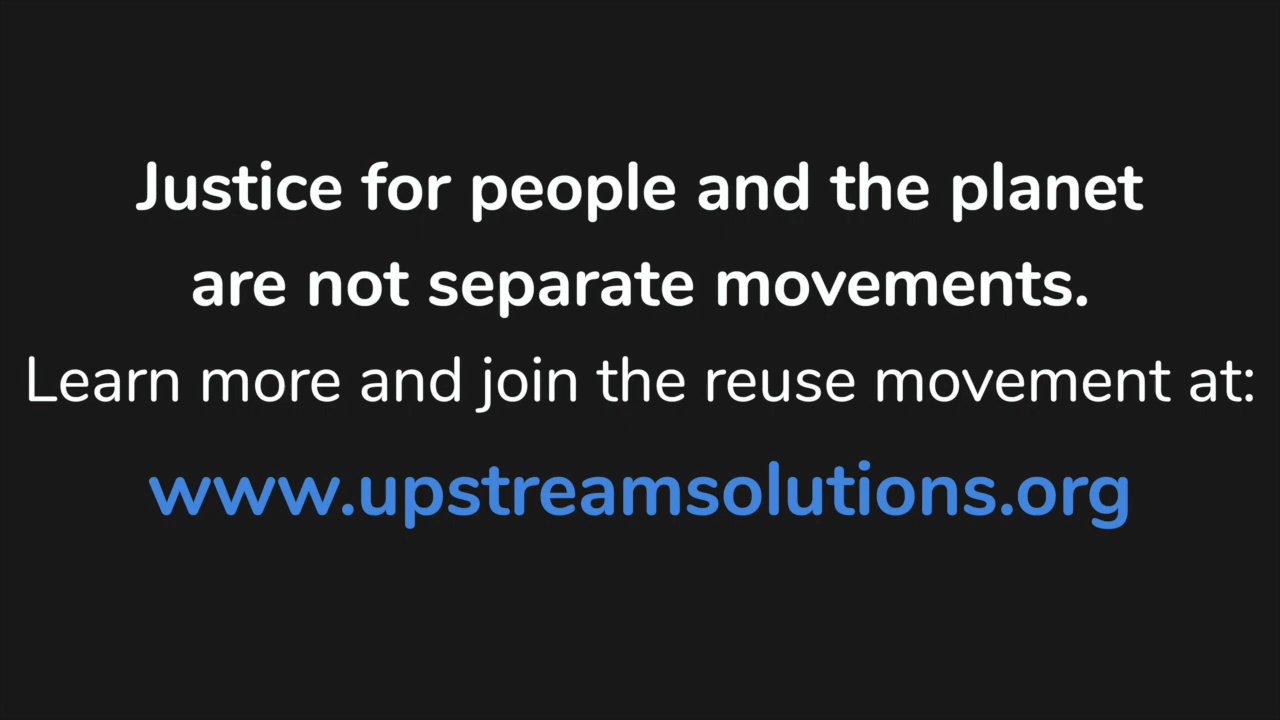 Justice for people and the planet
are not separate movements.
Learn more and join the reuse movement at:
www.upstreamsolutions.org